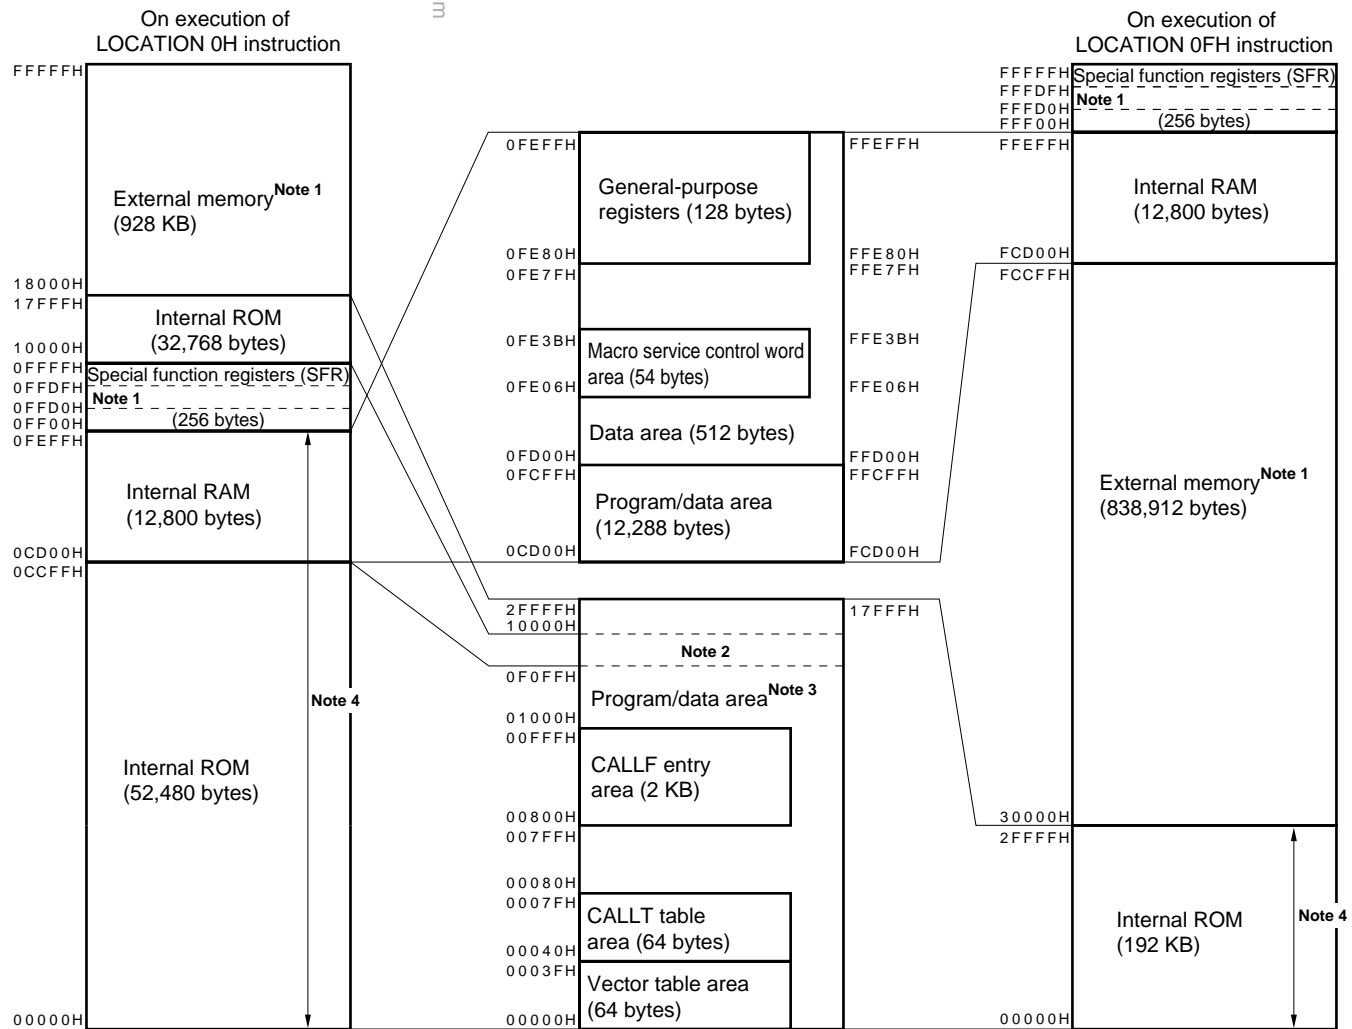 On execution of
LOCATION 0H instruction
FFFFFH
External memory Note 1
(928 KB)
18000H
17FFFH
Internal ROM
(32,768 bytes)
10000H
0FFFFH
Special function registers (SFR)
0FFDFH
Note 1
0FFD0H
0FF00H
(256 bytes)
0FEFFH
Internal RAM
(12,800 bytes)
0CD00H
0CCFFH
Note 4
Internal ROM
(52,480 bytes)
00000H
m
0FEFFH
FFEFFH
General-purpose
registers (128 bytes)
0FE80H
FFE80H
0FE7FH
FFE7FH
0FE3BH
FFE3BH
Macro service control word
area (54 bytes)
0FE06H
FFE06H
Data area (512 bytes)
0FD00H
FFD00H
0FCFFH
FFCFFH
Program/data area
(12,288 bytes)
0CD00H
FCD00H
2FFFFH
17FFFH
10000H
Note 2
0F0FFH
Program/data area Note 3
01000H
00FFFH
CALLF entry
area (2 KB)
00800H
007FFH
00080H
0007FH
CALLT table
area (64 bytes)
00040H
0003FH
Vector table area
(64 bytes)
00000H
On execution of
LOCATION 0FH instruction
FFFFFH
Special function registers (SFR)
FFFDFH
Note 1
FFFD0H
FFF00H
(256 bytes)
FFEFFH
Internal RAM
(12,800 bytes)
FCD00H
FCCFFH
External memory Note 1
(838,912 bytes)
30000H
2FFFFH
Internal ROM
(192 KB)
Note 4
00000H